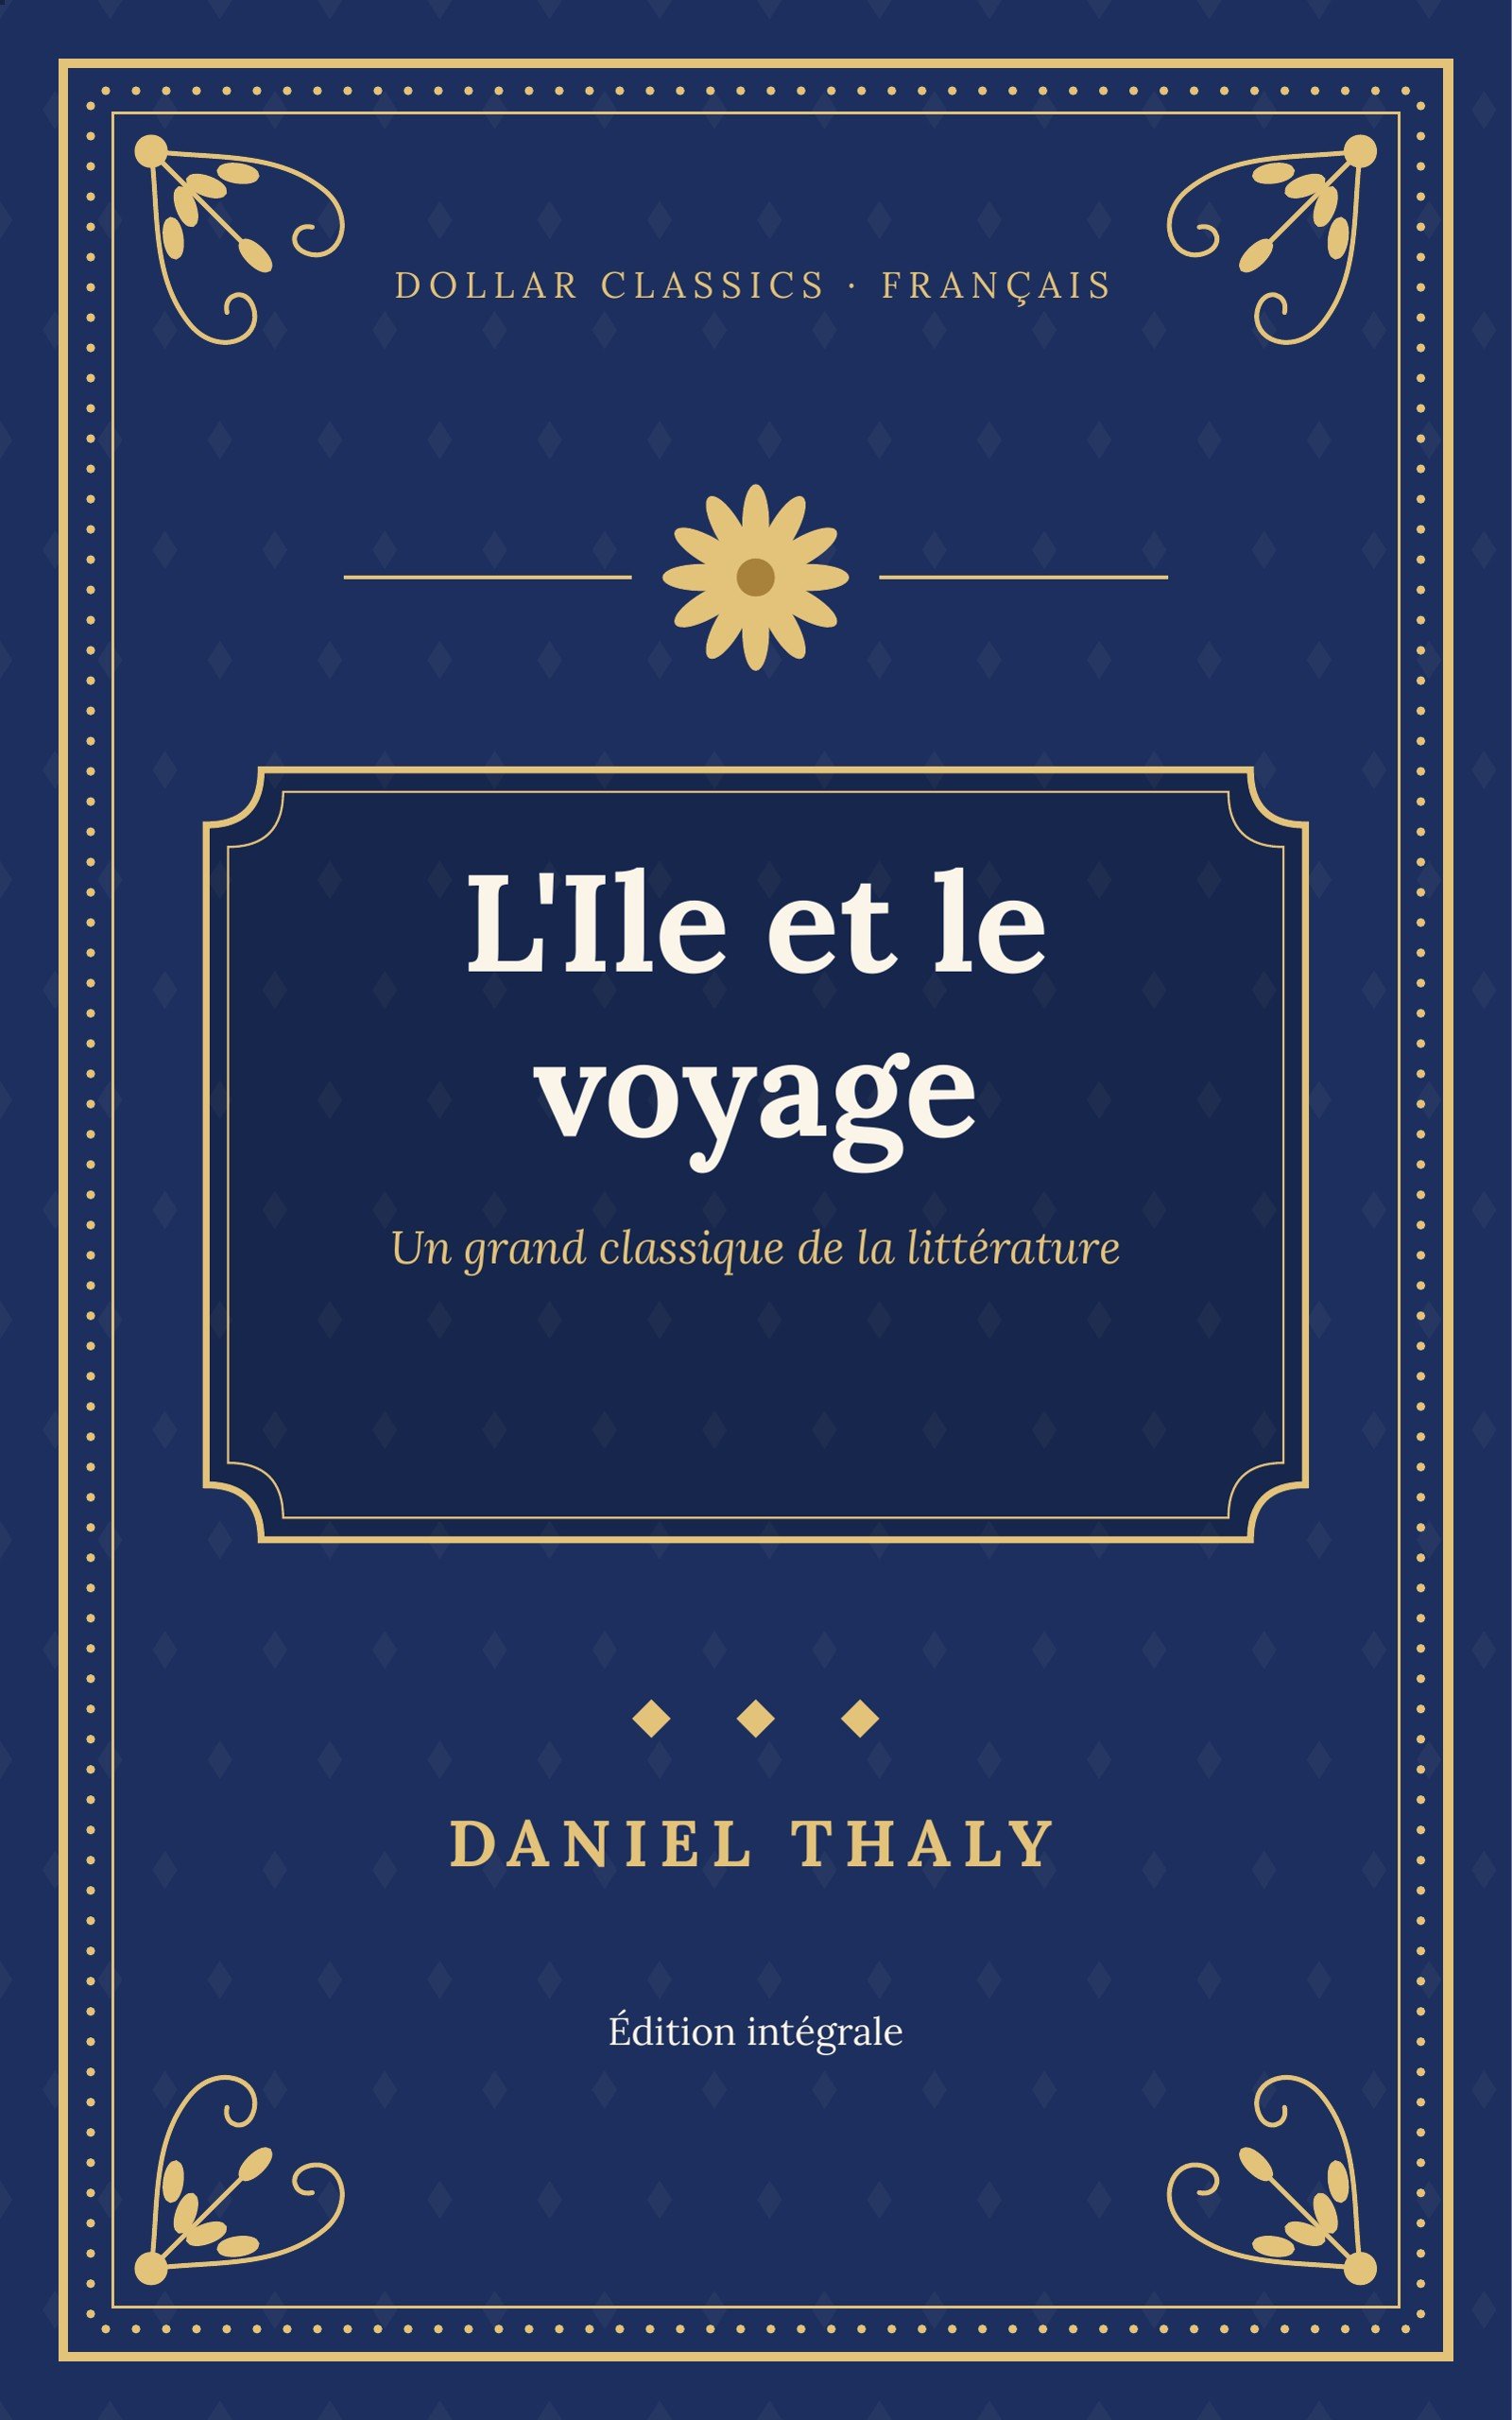 DOLLAR CLASSICS · FRANÇAIS
L'Ile et le
voyage
Un grand classique de la littérature
DANIEL THALY
Édition intégrale